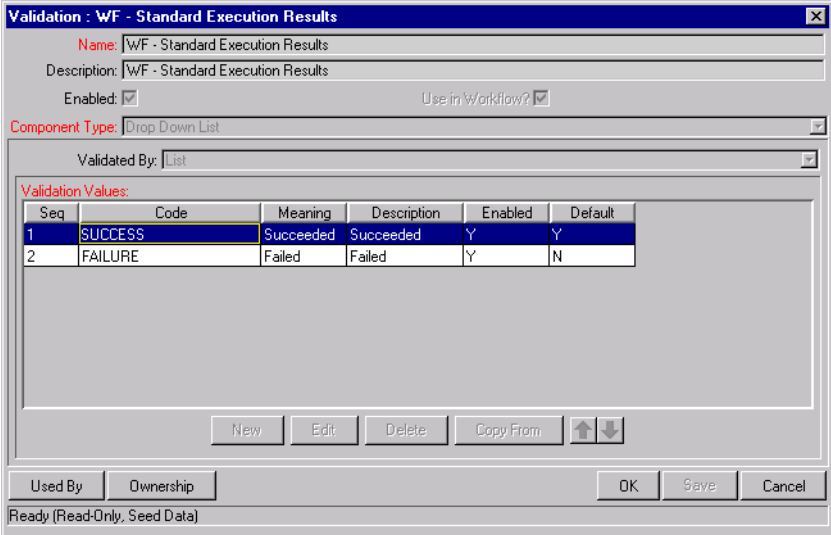 Validation : WF - Standard Execution Results
Name: WF - Standard Execution Results
Description: WF - Standard Execution Results
Enabled: Use in Workflow?
Component Type: Drop Down List
Validated By: List
Validation Values:
Seq Code Meaning Description Enabled Default
1 SUCCESS Succeeded Succeeded Y Y
2 FAILURE Failed Failed Y N
New Edit Delete Copy From
Used By Ownership OK Save Cancel
Ready (Read-Only, Seed Data)